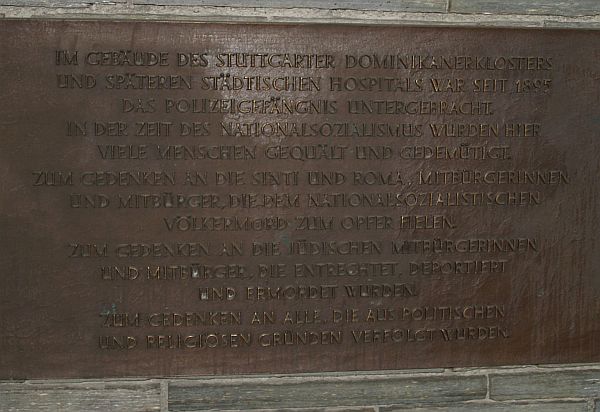 IM GEBÄUDE DES STUTTGARTER DOMINIKANERKLOSTERS
UND SPÄTEREN STÄDTISCHEN HOSPITALS WAR SEIT 1895
DAS POLIZEIGEFÄNGNIS UNTERGEBRACHT.
IN DER ZEIT DES NATIONALSOZIALISMUS WURDEN HIER
VIELE MENSCHEN GEQUÄLT UND GEDEMÜTIGT.
ZUM GEDENKEN AN DIE SINTI UND ROMA, MITBÜRGERINNEN
UND MITBÜRGER, DIE DEM NATIONALSOZIALISTISCHEN
VÖLKERMORD ZUM OPFER FIELEN.
ZUM GEDENKEN AN DIE JÜDISCHEN MITBÜRGERINNEN
UND MITBÜRGER, DIE ENTRECHTET, DEPORTIERT
UND ERMORDET WURDEN.
ZUM GEDENKEN AN ALLE, DIE AUS POLITISCHEN
UND RELIGIÖSEN GRÜNDEN VERFOLGT WURDEN.